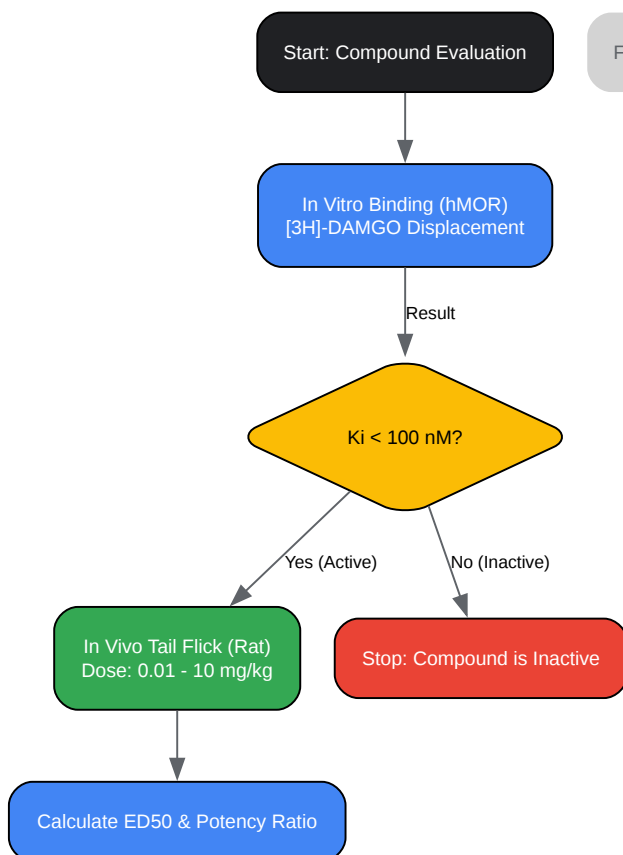 Start: Compound Evaluation
In Vitro Binding (hMOR)
[3H]-DAMGO Displacement
Result
Ki < 100 nM?
Yes (Active)
No (Inactive)
In Vivo Tail Flick (Rat)
Dose: 0.01 - 10 mg/kg
Stop: Compound is Inactive
Calculate ED50 & Potency Ratio